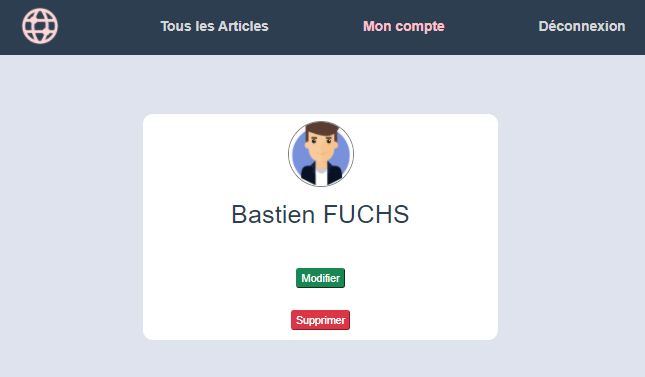 Tous les Articles Mon compte Déconnexion
Bastien FUCHS
Modifier
Supprimer